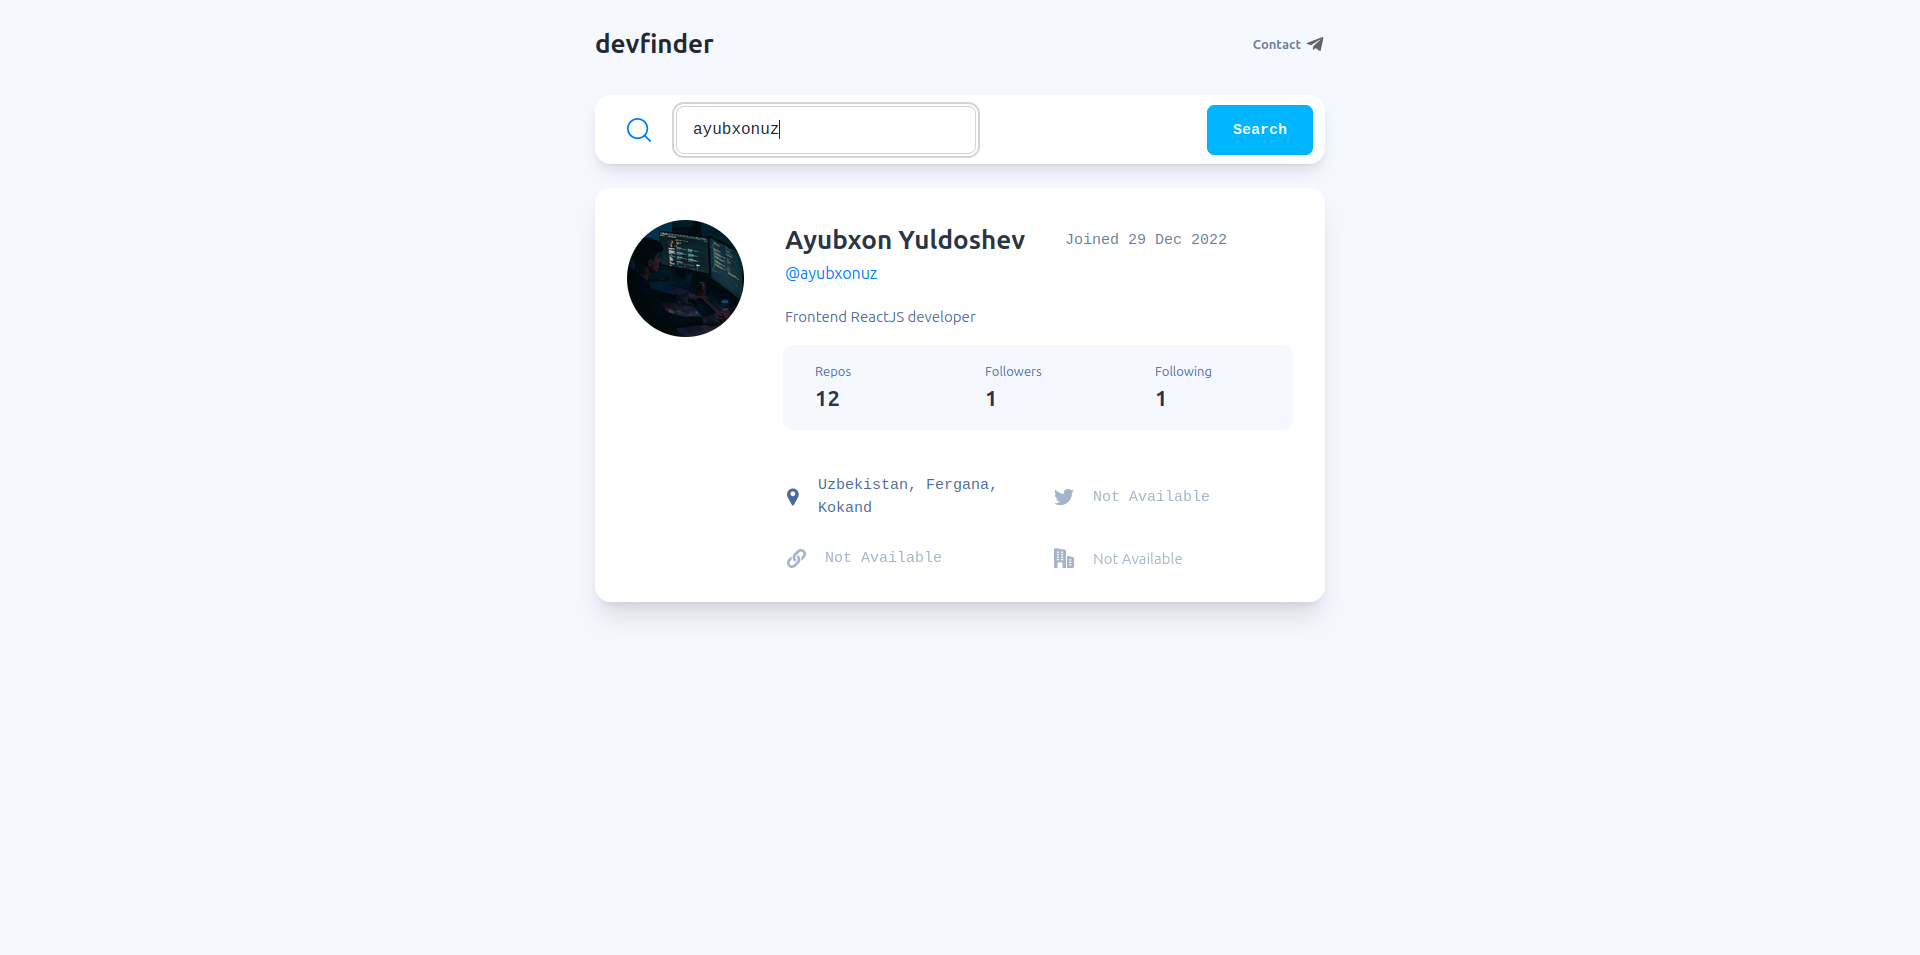 devfinder
Contact
ayubxonuz
Search
Ayubxon Yuldoshev
Joined 29 Dec 2022
@ayubxonuz
Frontend ReactJS developer
Repos
Followers
Following
12
1
1
Uzbekistan, Fergana,
Kokand
Not Available
Not Available
Not Available